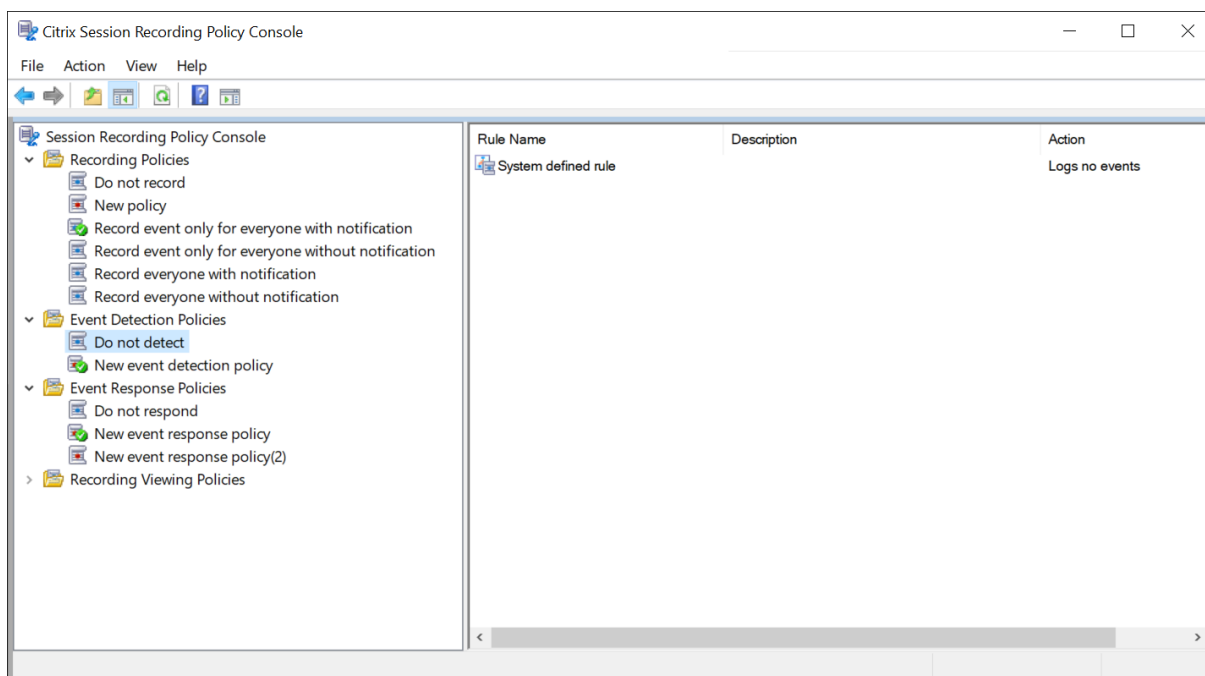 Citrix Session Recording Policy Console
File Action View Help
Session Recording Policy Console
Recording Policies
Do not record
New policy
Record event only for everyone with notification
Record event only for everyone without notification
Record everyone with notification
Record everyone without notification
Event Detection Policies
Do not detect
New event detection policy
Event Response Policies
Do not respond
New event response policy
New event response policy(2)
Recording Viewing Policies
Rule Name Description Action
System defined rule Logs no events